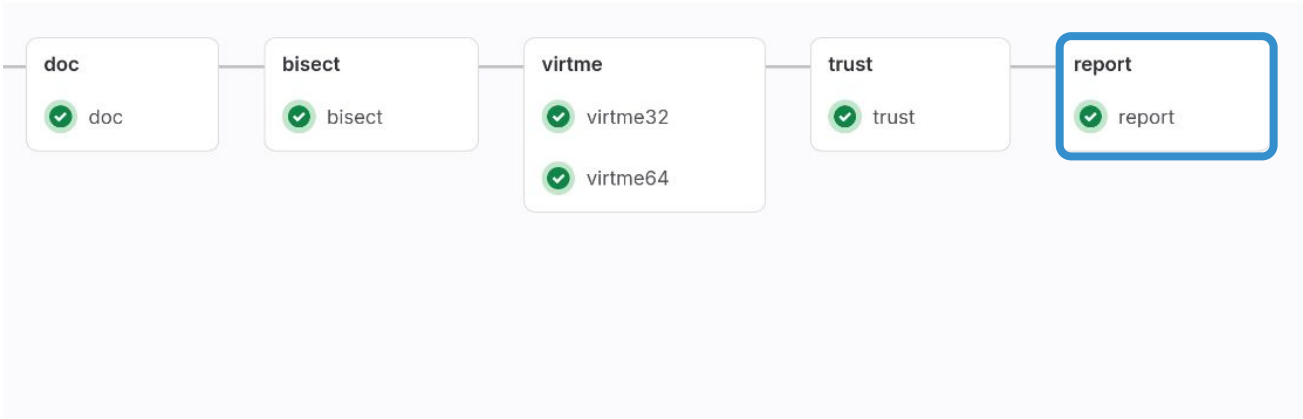 doc
doc
bisect
bisect
virtme
virtme32
virtme64
trust
trust
report
report